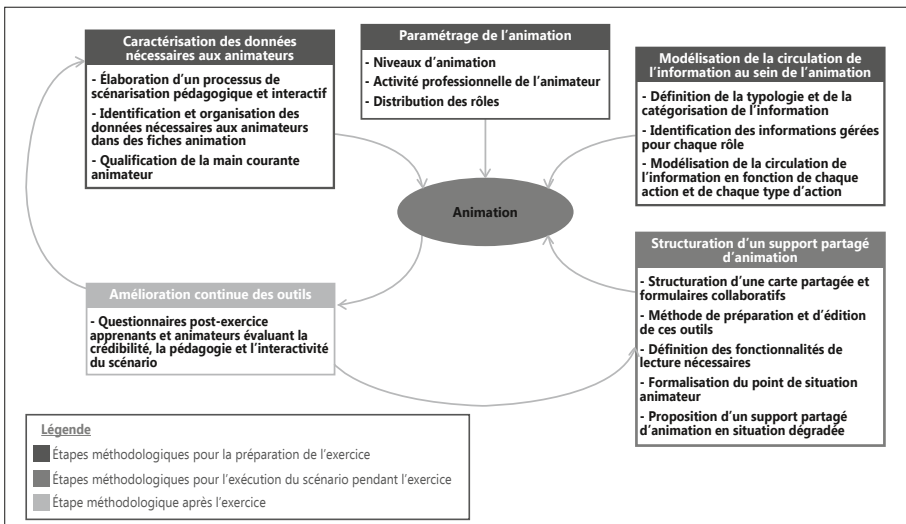 Caractérisation des données
nécessaires aux animateurs
- Élaboration d'un processus de
scénarisation pédagogique et interactif
- Identification et organisation des
données nécessaires aux animateurs
dans des fiches animation
- Qualification de la main courante
animateur
Paramétrage de l'animation
- Niveaux d'animation
- Activité professionnelle de l'animateur
- Distribution des rôles
Modélisation de la circulation de
l'information au sein de l'animation
- Définition de la typologie et de la
catégorisation de l'information
- Identification des informations gérées
pour chaque rôle
- Modélisation de la circulation de
l'information en fonction de chaque
action et de chaque type d'action
Animation
Amélioration continue des outils
- Questionnaires post-exercice
apprenants et animateurs évaluant la
crédibilité, la pédagogie et l'interactivité
du scénario
Structuration d'un support partagé
d'animation
- Structuration d'une carte partagée et
formulaires collaboratifs
- Méthode de préparation et d'édition
de ces outils
- Définition des fonctionnalités de
lecture nécessaires
- Formalisation du point de situation
animateur
- Proposition d'un support partagé
d'animation en situation dégradée
Légende
Étapes méthodologiques pour la préparation de l'exercice
Étapes méthodologiques pour l'exécution du scénario pendant l'exercice
Étape méthodologique après l'exercice